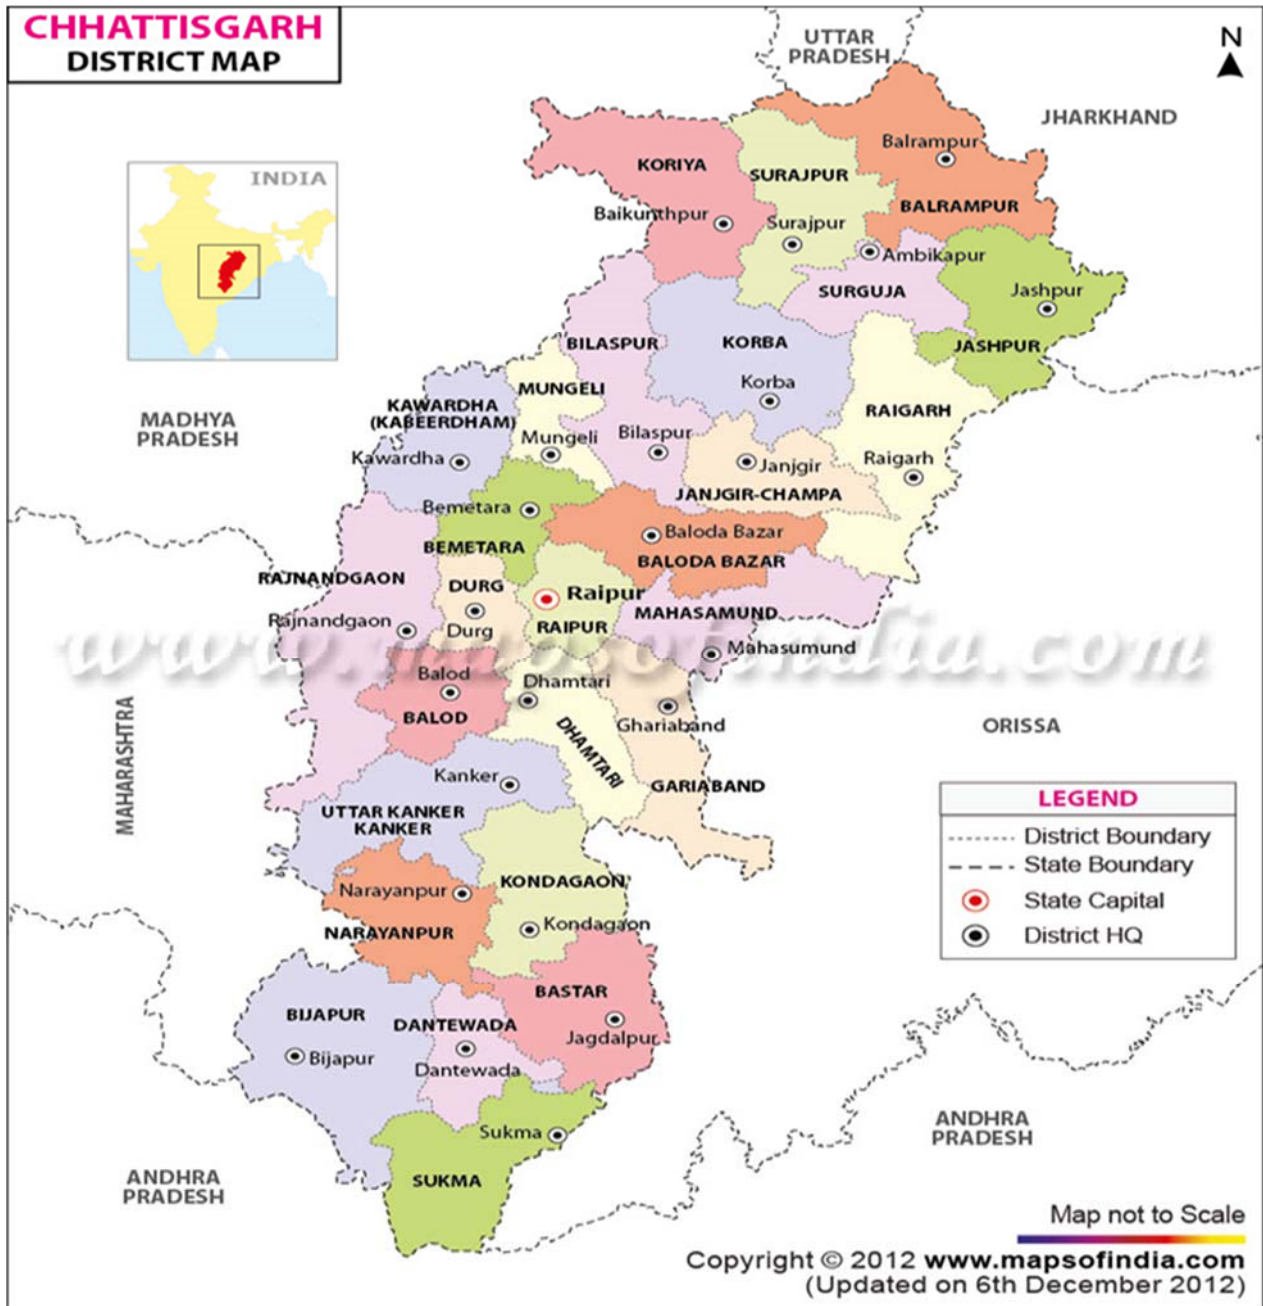 CHHATTISGARH
DISTRICT MAP
UTTAR
PRADESH
N
JHARKHAND
INDIA
Balrampur
KORIYA
SURAJPUR
BALRAMPUR
Baikunthpur
Surajpur
Ambikapur
SURGUJA
Jashpur
BILASPUR
KORBA
JASHPUR
MUNGELI
Korba
KAWARDHA
(KABEERDHAM)
RAIGARH
MADHYA
PRADESH
Mungeli
Bilaspur
Kawardha
Janjgir
Raigarh
JANJGIR-CHAMPA
Bemetara
Baloda Bazar
BEMETARA
BALODA BAZAR
RAJNANDGAON
DURG
Raipur
MAHASAMUND
Rajnandgaon
Durg
RAIPUR
Mahasumund
www.mapsofindia.com
Balod
Dhamtari
BALOD
Ghariaband
ORISSA
MAHARASHTRA
DHAMTARI
Kanker
GARIABAND
UTTAR KANKER
KANKER
LEGEND
District Boundary
State Boundary
State Capital
District HQ
Narayanpur
KONDAGAON
NARAYANPUR
Kondagaon
BASTAR
BIJAPUR
DANTEWADA
Jagdalpur
Bijapur
Dantewada
Sukma
ANDHRA
PRADESH
ANDHRA
PRADESH
SUKMA
Map not to Scale
Copyright © 2012 www.mapsofindia.com
(Updated on 6th December 2012)